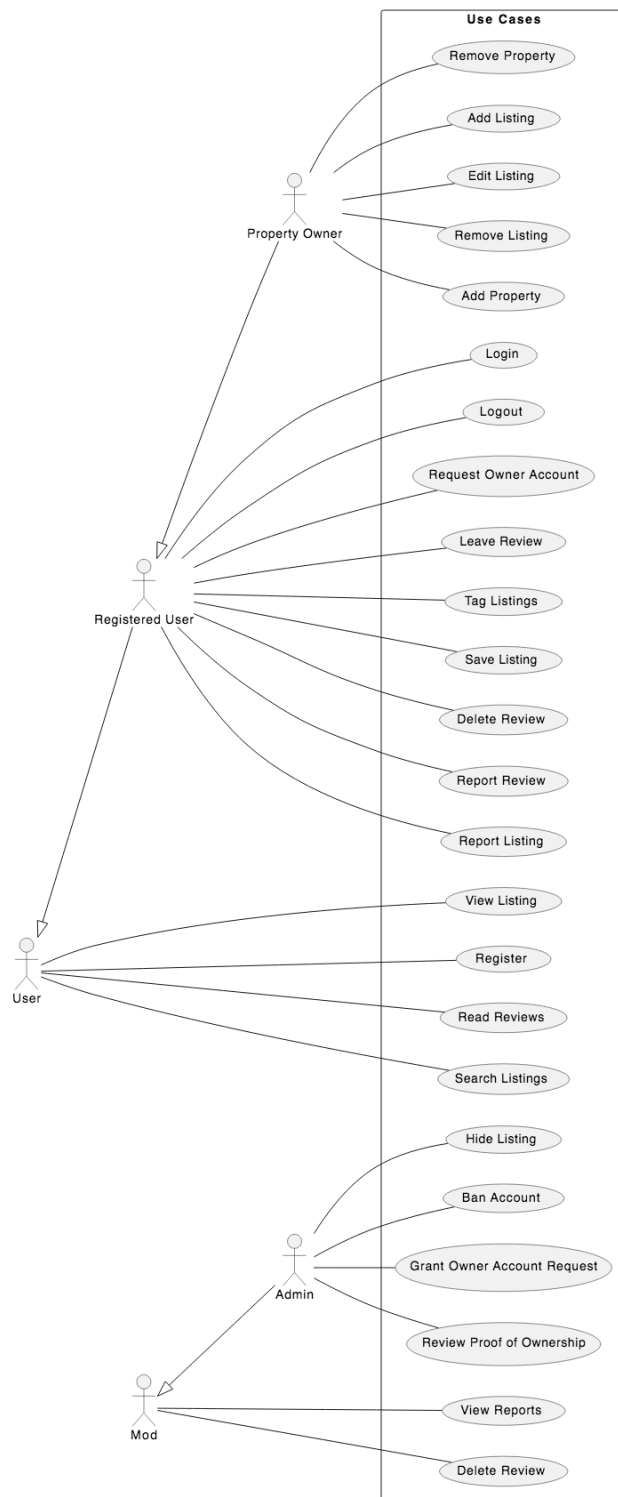 Use Cases
Remove Property
Add Listing
Edit Listing
Property Owner
Remove Listing
Add Property
Login
Logout
Request Owner Account
Leave Review
Tag Listings
Registered User
Save Listing
Delete Review
Report Review
Report Listing
View Listing
Register
User
Read Reviews
Search Listings
Hide Listing
Ban Account
Grant Owner Account Request
Admin
Review Proof of Ownership
View Reports
Mod
Delete Review